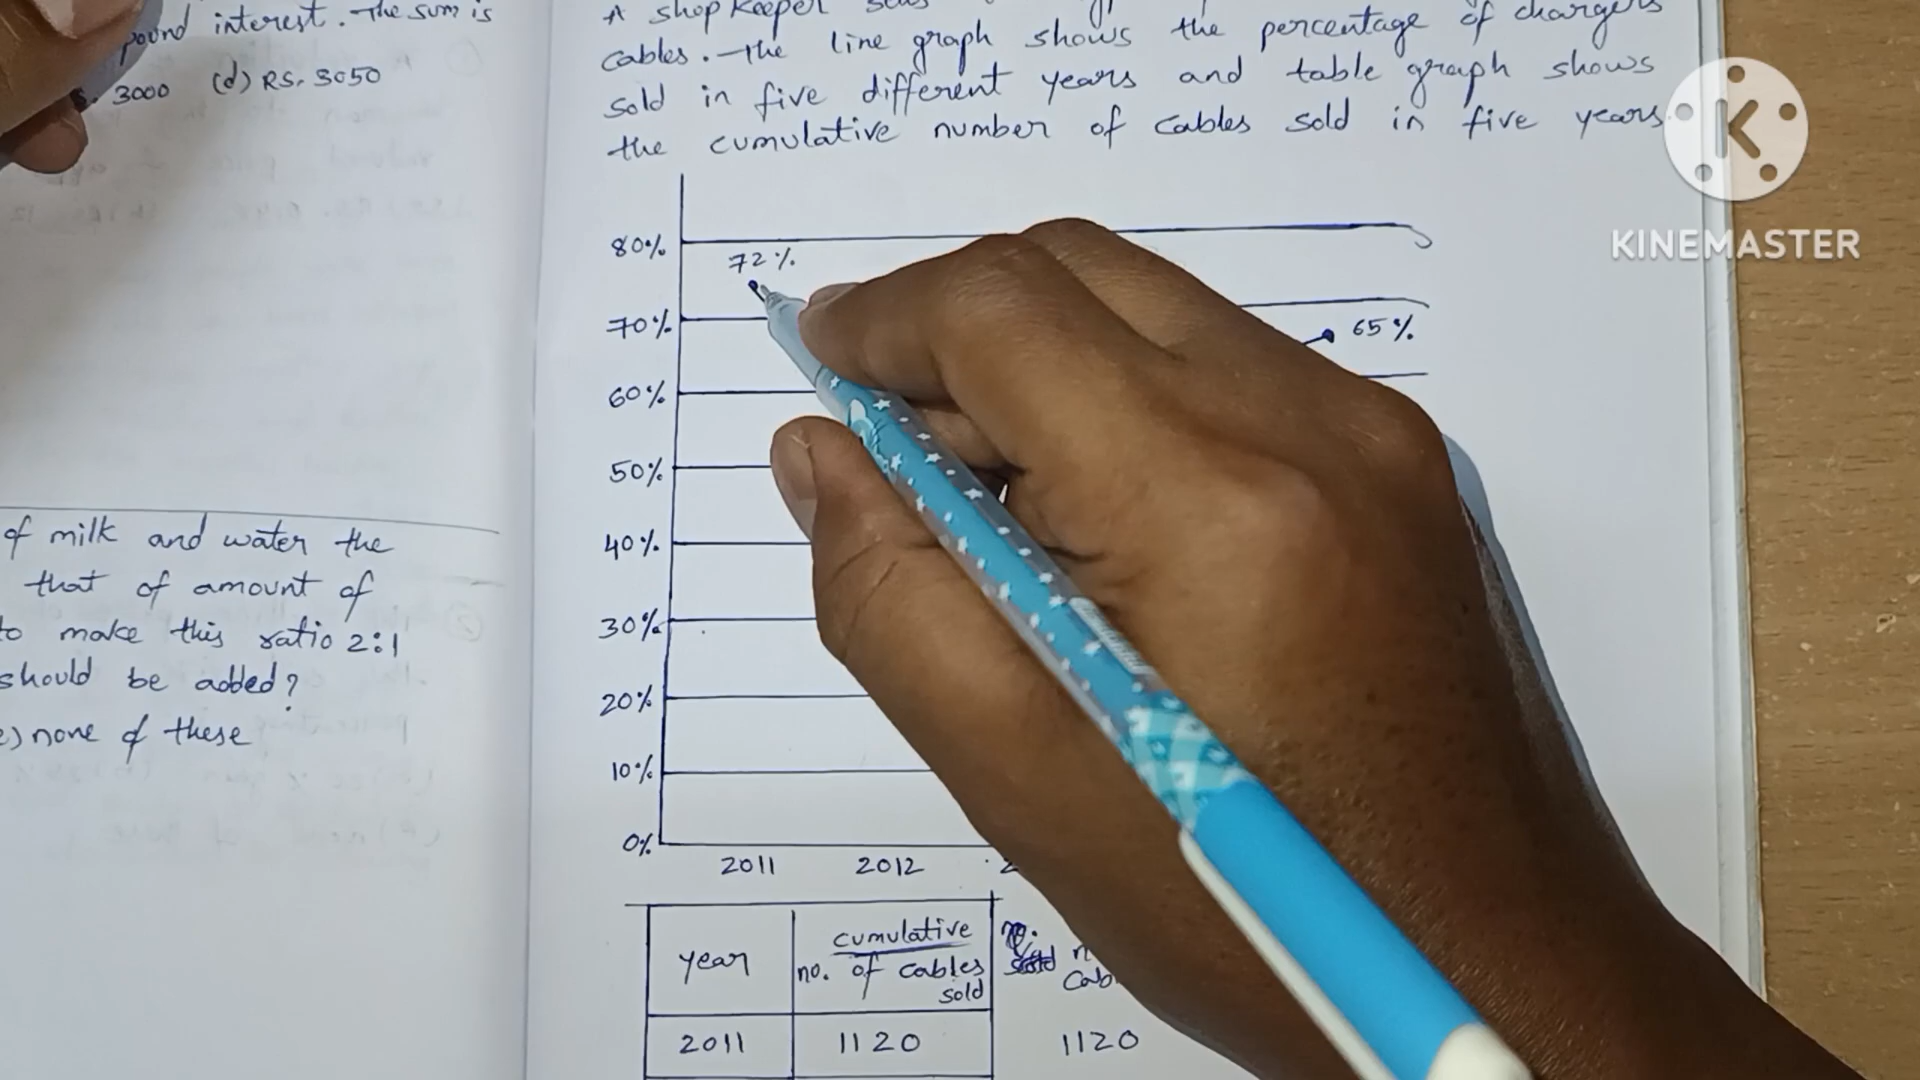 pound interest. The sum is
3000 (d) RS. 3050
of milk and water the
that of amount of
to make this ratio 2:1
should be added?
e) none of these
A shopkeeper
cables. The line graph shows the percentage of chargers
sold in five different years and table graph shows
the cumulative number of cables sold in five years
80%
72%
70%
65%
60%
50%
40%
30%
20%
10%
0%
2011 2012
year
cumulative
no. of cables
sold
no.
2011 1120 1120
K
KINEMASTER